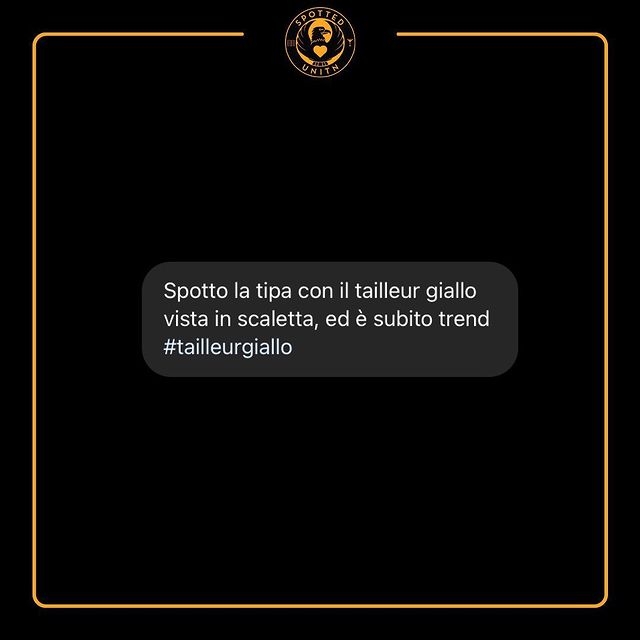 SPOTTED
UNITN
Spotto la tipa con il tailleur giallo
vista in scaletta, ed è subito trend
#tailleurgiallo